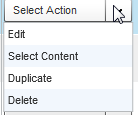 Select Action
Edit
Select Content
Duplicate
Delete